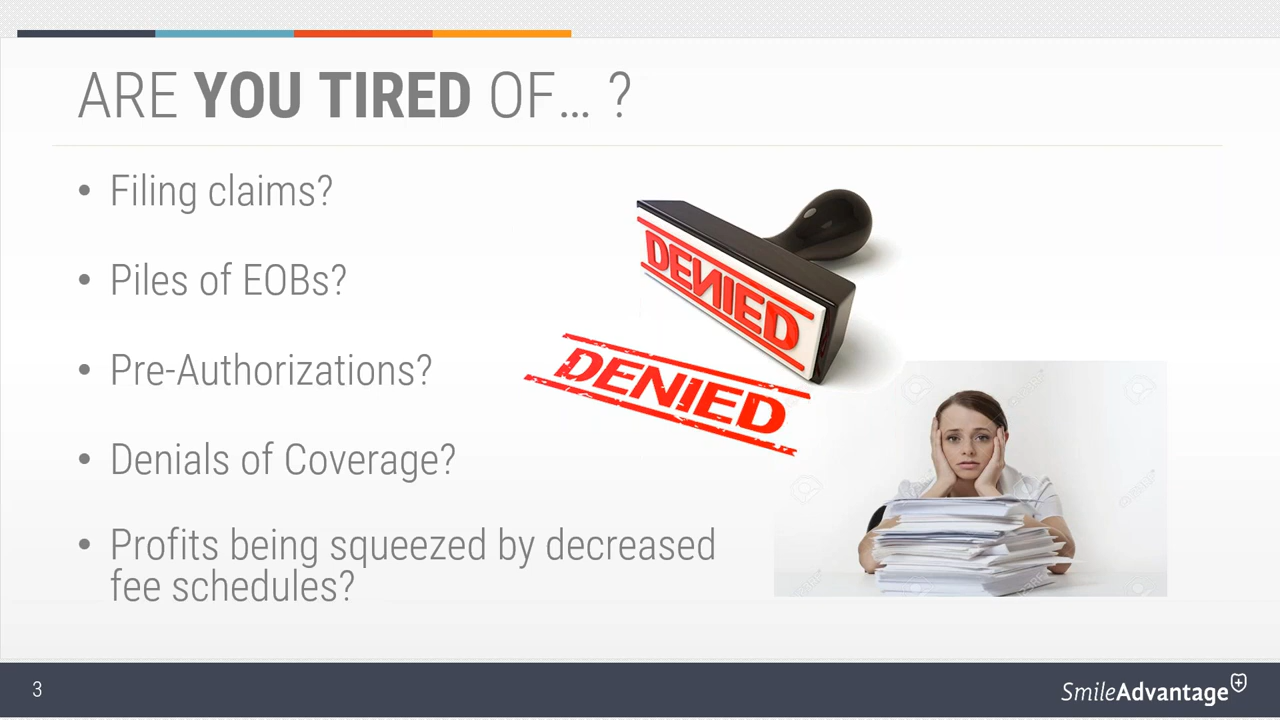 ARE YOU TIRED OF… ?
• Filing claims?
• Piles of EOBs?
• Pre-Authorizations?
• Denials of Coverage?
• Profits being squeezed by decreased
fee schedules?
DENIED
DENIED
3
SmileAdvantage